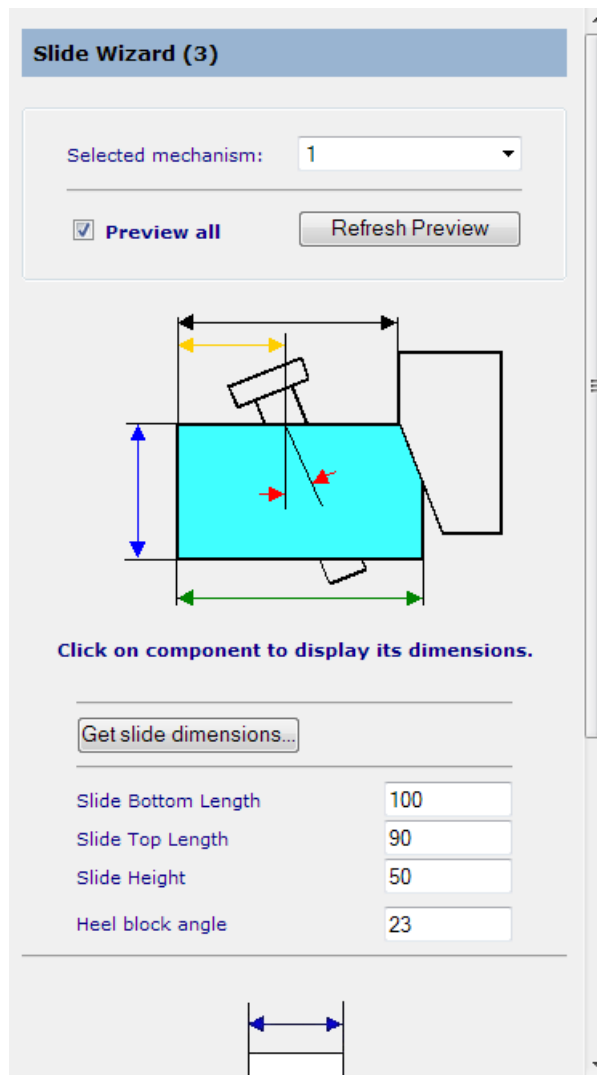 Slide Wizard (3)
Selected mechanism: 1
Preview all Refresh Preview
Click on component to display its dimensions.
Get slide dimensions...
Slide Bottom Length 100
Slide Top Length 90
Slide Height 50
Heel block angle 23